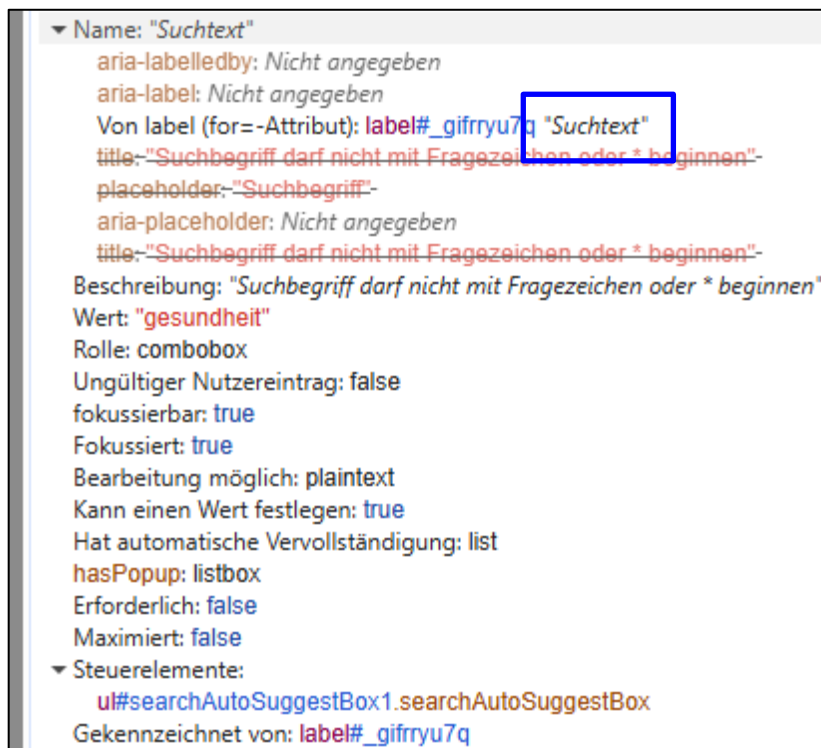 Name: "Suchtext"
aria-labelledby: Nicht angegeben
aria-label: Nicht angegeben
Von label (for=-Attribut): label#_gifrryu7q "Suchtext"
title: "Suchbegriff darf nicht mit Fragezeichen oder * beginnen"
placeholder: "Suchbegriff"
aria-placeholder: Nicht angegeben
title: "Suchbegriff darf nicht mit Fragezeichen oder * beginnen"
Beschreibung: "Suchbegriff darf nicht mit Fragezeichen oder * beginnen"
Wert: "gesundheit"
Rolle: combobox
Ungültiger Nutzereintrag: false
fokussierbar: true
Fokussiert: true
Bearbeitung möglich: plaintext
Kann einen Wert festlegen: true
Hat automatische Vervollständigung: list
hasPopup: listbox
Erforderlich: false
Maximiert: false
Steuerelemente:
ul#searchAutoSuggestBox1.searchAutoSuggestBox
Gekennzeichnet von: label#_gifrryu7q